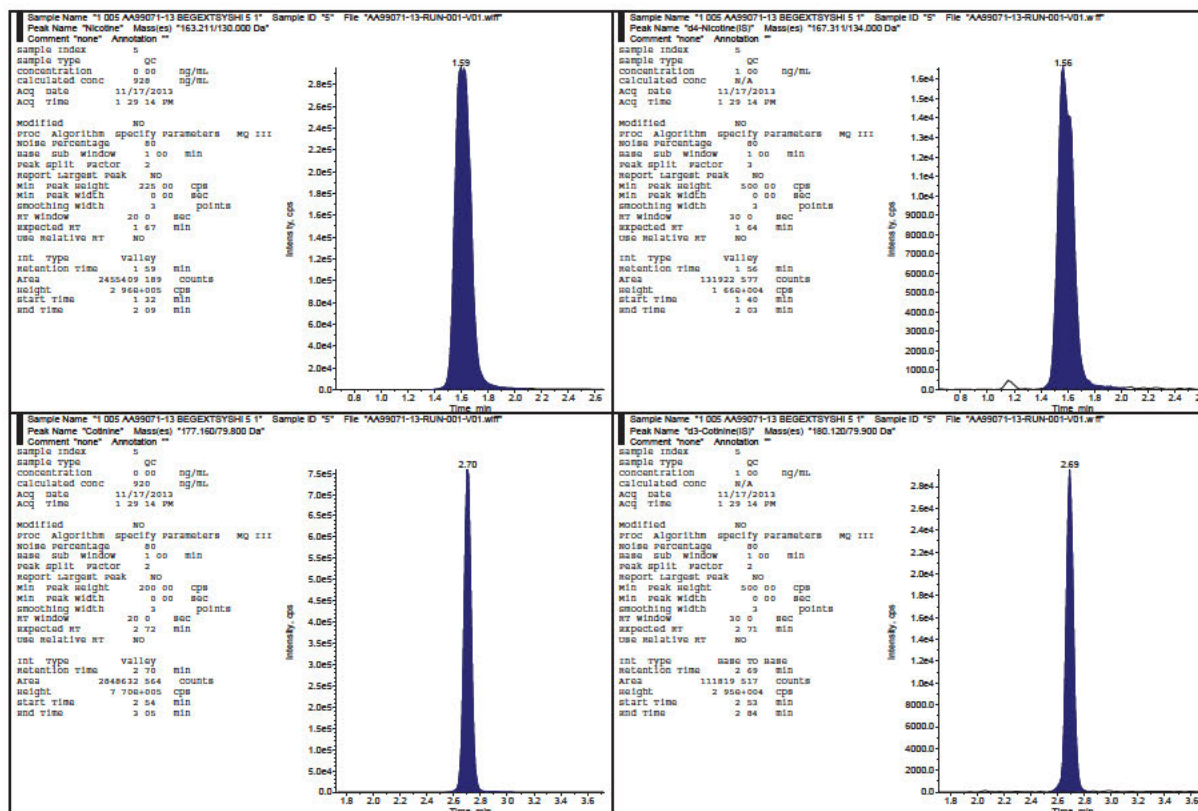 Sample Name "1 005 AA99071-13 BEGEXTSYSHI 5 1" Sample ID "5" File "AA99071-13-RUN-001-V01.wiff"
Peak Name "Nicotine" Mass(es) "163.211/130.000 Da"
Comment "none" Annotation ""
Sample Index 5
Sample Type QC
Concentration 0 00 ng/mL
Calculated Conc 928 ng/mL
Acq Date 11/17/2013
Acq Time 1 29 14 PM
Modified NO
Proc Algorithm Specify Parameters MQ III
Noise Percentage 80
Base Sub Window 1 00 min
Peak Split Factor 2
Report Largest Peak NO
Min Peak Height 225 00 cps
Min Peak Width 0 00 sec
Smoothing Width 3 points
RT Window 20 0 sec
Expected RT 1 67 min
Use Relative RT NO
Int Type Valley
Retention Time 1 59 min
Area 2455409 189 counts
Height 2 96e+005 cps
Start Time 1 32 min
End Time 2 09 min
1.59
Intensity, cps
2.8e5
2.6e5
2.4e5
2.2e5
2.0e5
1.8e5
1.6e5
1.4e5
1.2e5
1.0e5
8.0e4
6.0e4
4.0e4
2.0e4
0.0
0.8 1.0 1.2 1.4 1.6 1.8 2.0 2.2 2.4 2.6
Time, min
Sample Name "1 005 AA99071-13 BEGEXTSYSHI 5 1" Sample ID "5" File "AA99071-13-RUN-001-V01.wiff"
Peak Name "d4-Nicotine(IS)" Mass(es) "167.311/134.000 Da"
Comment "none" Annotation ""
Sample Index 5
Sample Type QC
Concentration 1 00 ng/mL
Calculated Conc N/A
Acq Date 11/17/2013
Acq Time 1 29 14 PM
Modified NO
Proc Algorithm Specify Parameters MQ III
Noise Percentage 80
Base Sub Window 1 00 min
Peak Split Factor 3
Report Largest Peak NO
Min Peak Height 500 00 cps
Min Peak Width 0 00 sec
Smoothing Width 3 points
RT Window 30 0 sec
Expected RT 1 64 min
Use Relative RT NO
Int Type Valley
Retention Time 1 56 min
Area 131922 577 counts
Height 1 66e+004 cps
Start Time 1 40 min
End Time 2 03 min
1.56
Intensity, cps
1.6e4
1.5e4
1.4e4
1.3e4
1.2e4
1.1e4
1.0e4
9000.0
8000.0
7000.0
6000.0
5000.0
4000.0
3000.0
2000.0
1000.0
0.0
0.8 1.0 1.2 1.4 1.6 1.8 2.0 2.2 2.4
Time, min
Sample Name "1 005 AA99071-13 BEGEXTSYSHI 5 1" Sample ID "5" File "AA99071-13-RUN-001-V01.wiff"
Peak Name "Cotinine" Mass(es) "177.160/79.800 Da"
Comment "none" Annotation ""
Sample Index 5
Sample Type QC
Concentration 0 00 ng/mL
Calculated Conc 920 ng/mL
Acq Date 11/17/2013
Acq Time 1 29 14 PM
Modified NO
Proc Algorithm Specify Parameters MQ III
Noise Percentage 80
Base Sub Window 1 00 min
Peak Split Factor 2
Report Largest Peak NO
Min Peak Height 200 00 cps
Min Peak Width 0 00 sec
Smoothing Width 3 points
RT Window 20 0 sec
Expected RT 2 72 min
Use Relative RT NO
Int Type Valley
Retention Time 2 70 min
Area 2848632 564 counts
Height 7 70e+005 cps
Start Time 2 54 min
End Time 3 05 min
2.70
Intensity, cps
7.5e5
7.0e5
6.5e5
6.0e5
5.5e5
5.0e5
4.5e5
4.0e5
3.5e5
3.0e5
2.5e5
2.0e5
1.5e5
1.0e5
5.0e4
0.0
1.8 2.0 2.2 2.4 2.6 2.8 3.0 3.2 3.4 3.6
Time, min
Sample Name "1 005 AA99071-13 BEGEXTSYSHI 5 1" Sample ID "5" File "AA99071-13-RUN-001-V01.wiff"
Peak Name "d3-Cotinine(IS)" Mass(es) "180.120/79.900 Da"
Comment "none" Annotation ""
Sample Index 5
Sample Type QC
Concentration 1 00 ng/mL
Calculated Conc N/A
Acq Date 11/17/2013
Acq Time 1 29 14 PM
Modified NO
Proc Algorithm Specify Parameters MQ III
Noise Percentage 80
Base Sub Window 1 00 min
Peak Split Factor 2
Report Largest Peak NO
Min Peak Height 500 00 cps
Min Peak Width 0 00 sec
Smoothing Width 3 points
RT Window 30 0 sec
Expected RT 2 71 min
Use Relative RT NO
Int Type Base To Base
Retention Time 2 69 min
Area 111819 517 counts
Height 2 95e+004 cps
Start Time 2 53 min
End Time 2 84 min
2.69
Intensity, cps
2.8e4
2.6e4
2.4e4
2.2e4
2.0e4
1.8e4
1.6e4
1.4e4
1.2e4
1.0e4
8000.0
6000.0
4000.0
2000.0
0.0
1.8 2.0 2.2 2.4 2.6 2.8 3.0 3.2 3.4 3.6
Time, min